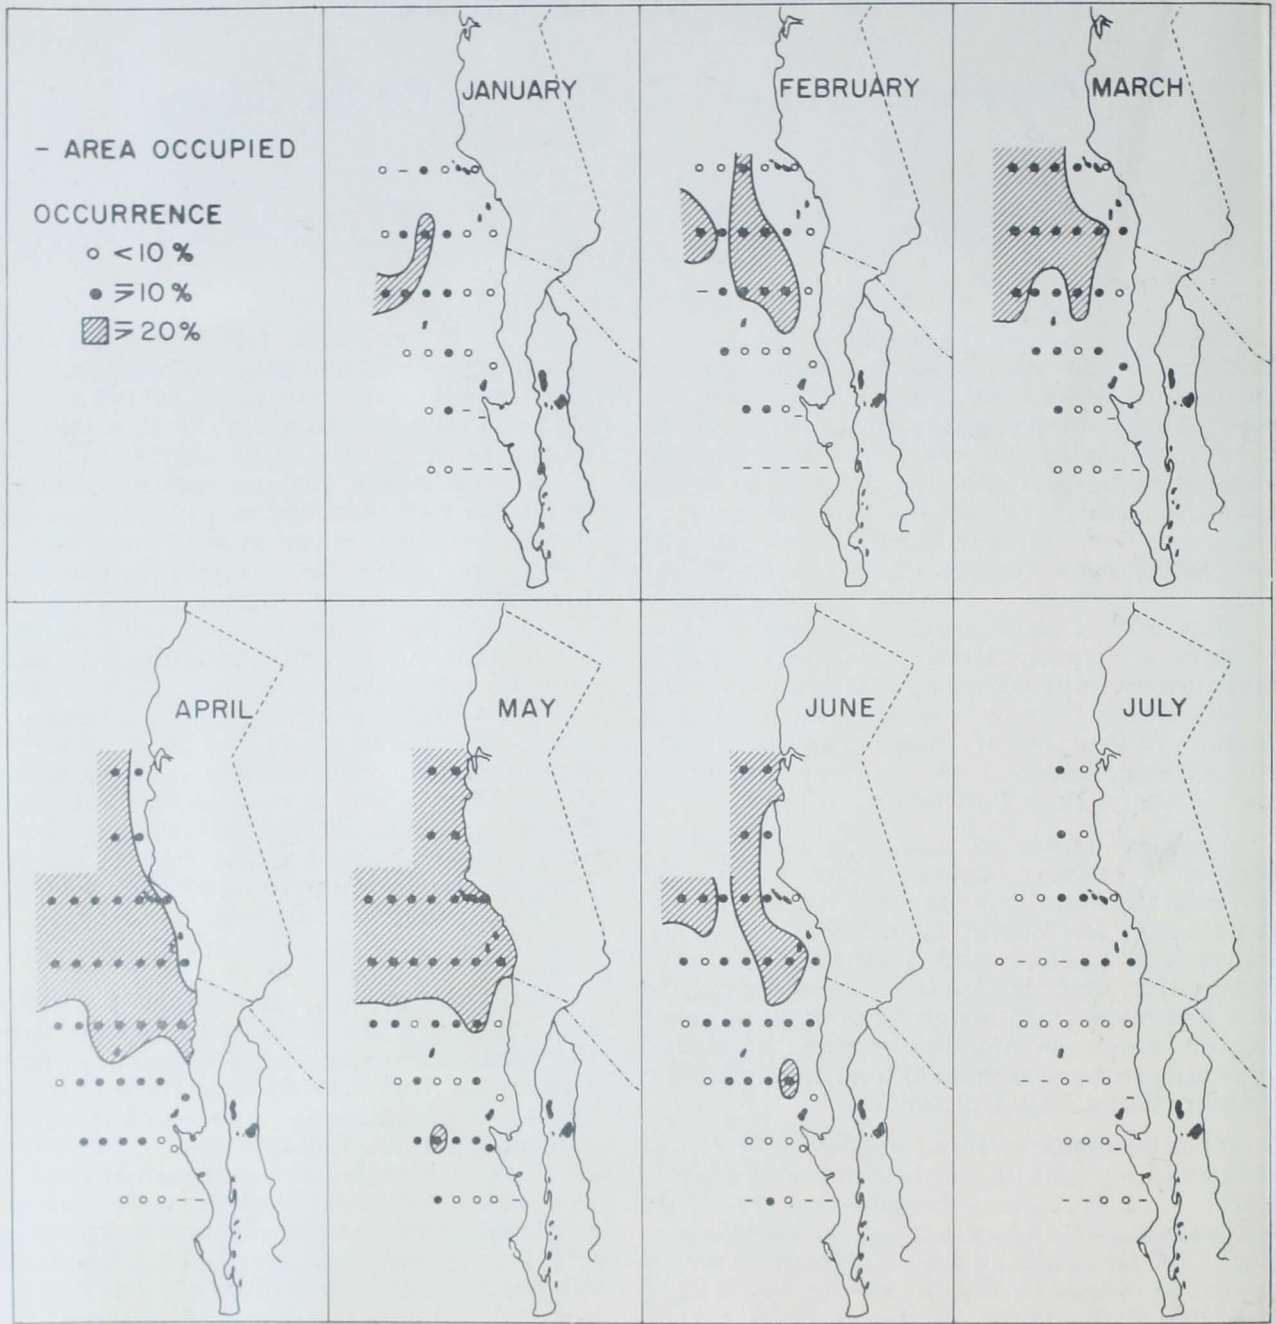 JANUARY
FEBRUARY
MARCH
- AREA OCCUPIED
OCCURRENCE
○ <10%
● ⋝10%
⋝20%
APRIL
MAY
JUNE
JULY